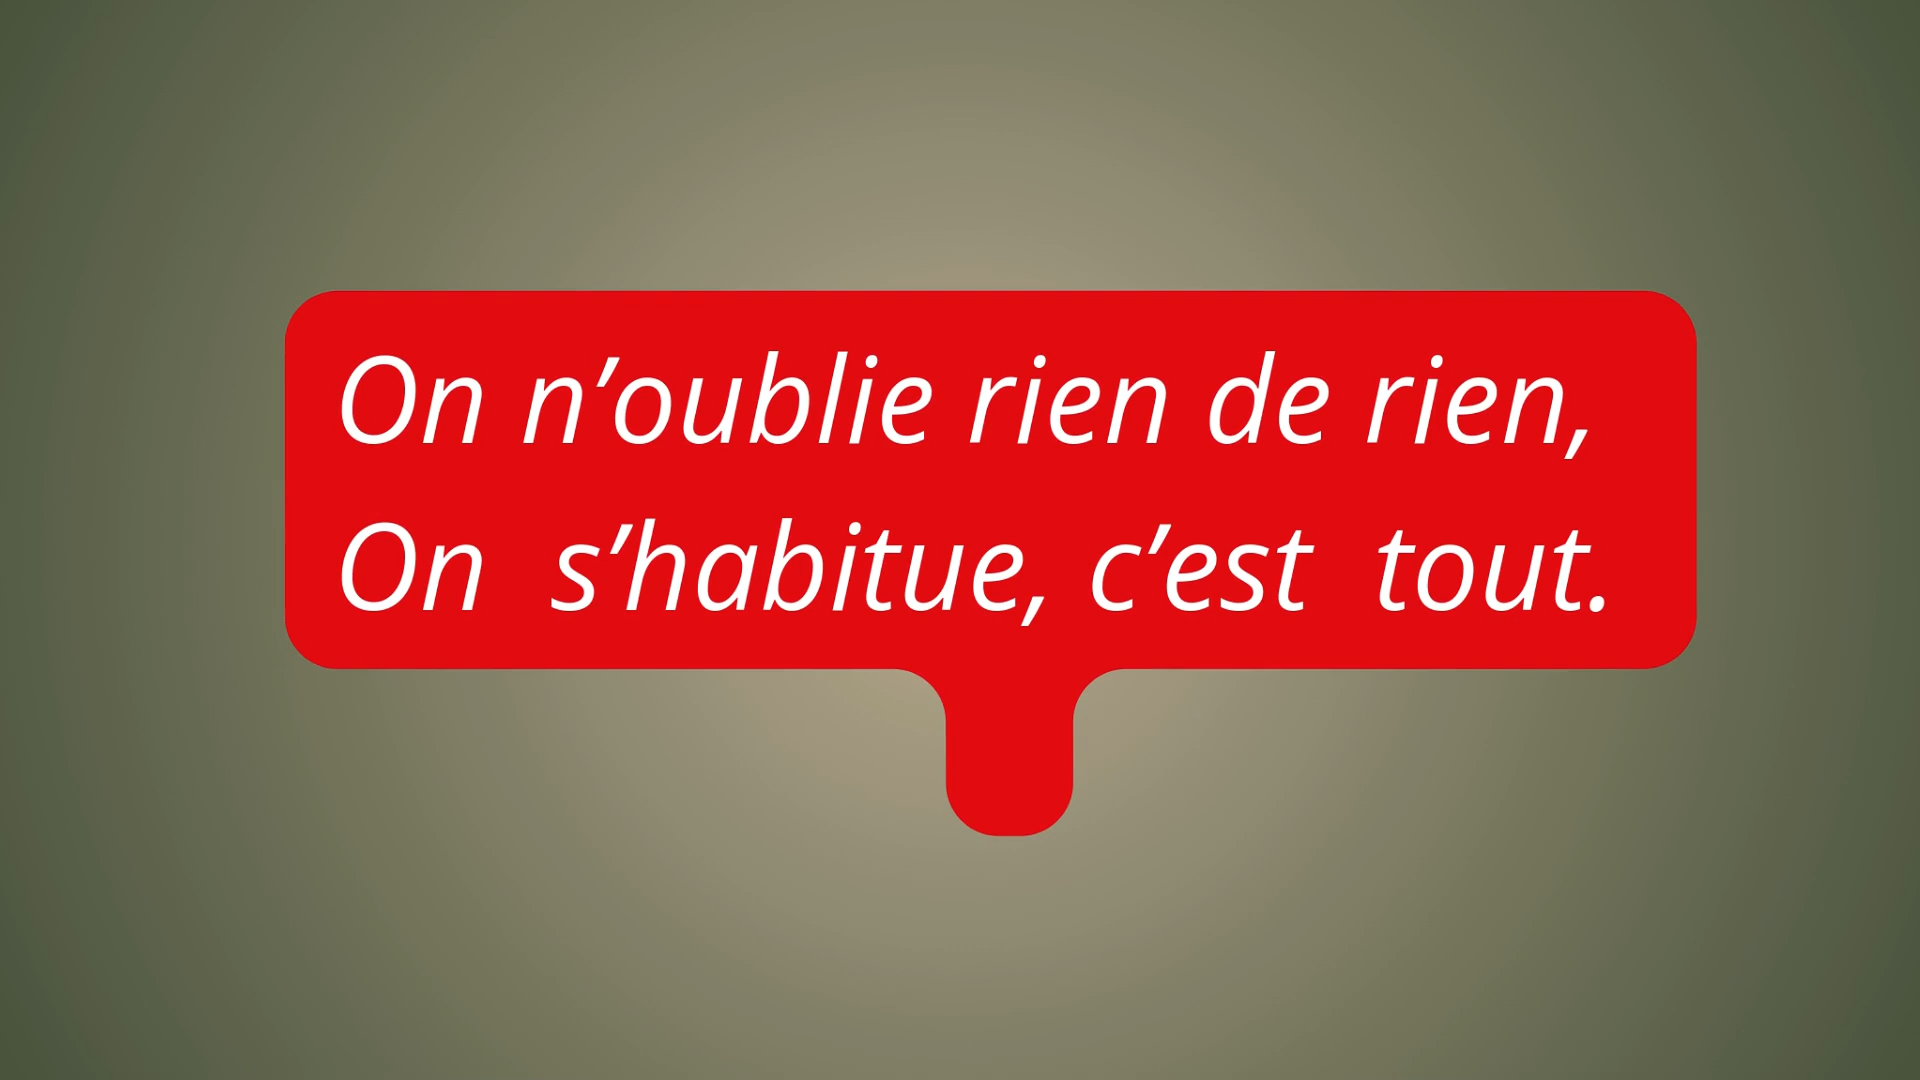 On n’oublie rien de rien,
On s’habitue, c’est tout.